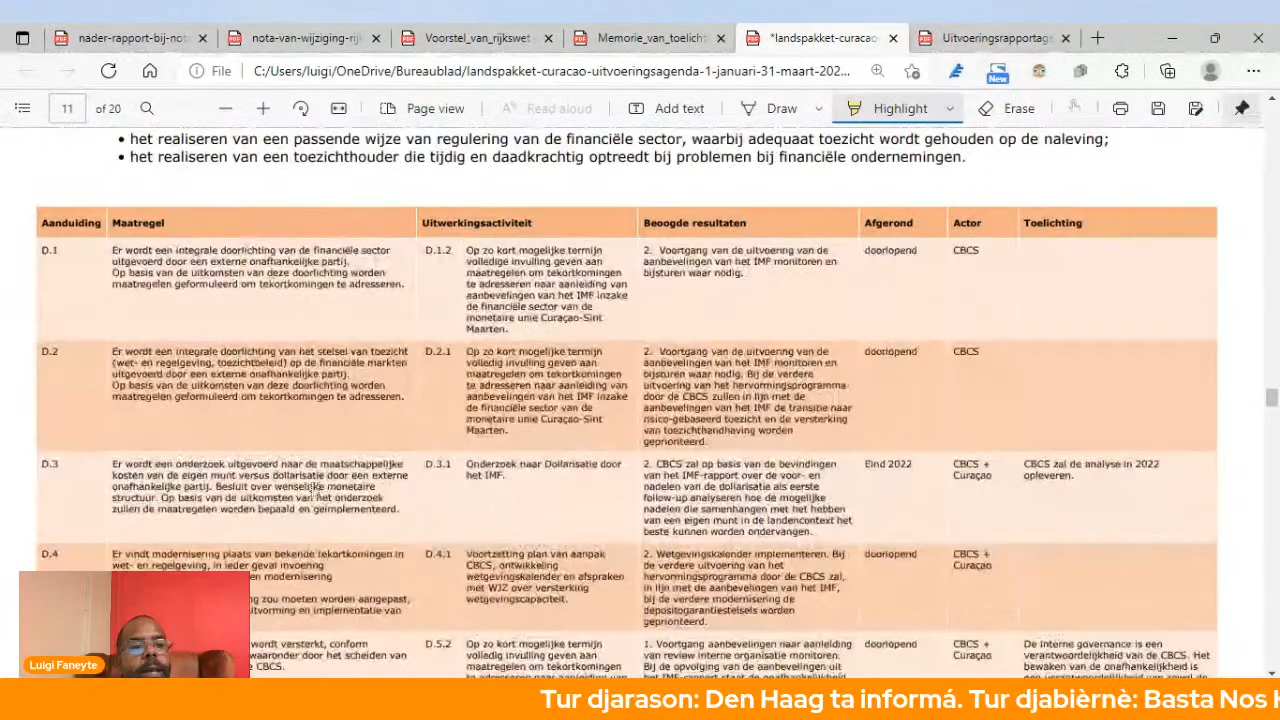 nader-rapport-bij-not
nota-van-wijziging-rij
Voorstel_van_rijkswet
Memorie_van_toelicht
*landspakket-curacao
Uitvoeringsrapportag
File
C:/Users/luigi/OneDrive/Bureaublad/landspakket-curacao-uitvoeringsagenda-1-januari-31-maart-202...
New
11 of 20
Page view
Read aloud
Add text
Draw
Highlight
Erase
• het realiseren van een passende wijze van regulering van de financiële sector, waarbij adequaat toezicht wordt gehouden op de naleving;
• het realiseren van een toezichthouder die tijdig en daadkrachtig optreedt bij problemen bij financiële ondernemingen.
Aanduiding Maatregel Uitwerkingsactiviteit Beoogde resultaten Afgerond Actor Toelichting
D.1
Er wordt een integrale doorlichting van de financiële sector
uitgevoerd door een externe onafhankelijke partij.
Op basis van de uitkomsten van deze doorlichting worden
maatregelen geformuleerd om tekortkomingen te adresseren.
D.1.2
Op zo kort mogelijke termijn
volledige invulling geven aan
maatregelen om tekortkomingen
te adresseren naar aanleiding van
aanbevelingen van het IMF inzake
de financiële sector van de
monetaire unie Curaçao-Sint
Maarten.
2. Voortgang van de uitvoering van de
aanbevelingen van het IMF monitoren en
bijsturen waar nodig.
doorlopend
CBCS
D.2
Er wordt een integrale doorlichting van het stelsel van toezicht
(wet- en regelgeving, toezichtbeleid) op de financiële markten
uitgevoerd door een externe onafhankelijke partij.
Op basis van de uitkomsten van deze doorlichting worden
maatregelen geformuleerd om tekortkomingen te adresseren.
D.2.1
Op zo kort mogelijke termijn
volledige invulling geven aan
maatregelen om tekortkomingen
te adresseren naar aanleiding van
aanbevelingen van het IMF inzake
de financiële sector van de
monetaire unie Curaçao-Sint
Maarten.
2. Voortgang van de uitvoering van de
aanbevelingen van het IMF monitoren en
bijsturen waar nodig. Bij de verdere
uitvoering van het hervormingsprogramma
door de CBCS zullen in lijn met de
aanbevelingen van het IMF de transitie naar
risico-gebaseerd toezicht en de versterking
van toezichthandhaving worden
geprioriteerd.
doorlopend
CBCS
D.3
Er wordt een onderzoek uitgevoerd naar de maatschappelijke
kosten van de eigen munt versus dollarisatie door een externe
onafhankelijke partij. Besluit over wenselijke monetaire
structuur. Op basis van de uitkomsten van het onderzoek
zullen de maatregelen worden bepaald en geïmplementeerd.
D.3.1
Onderzoek naar Dollarisatie door
het IMF.
2. CBCS zal op basis van de bevindingen
van het IMF-rapport over de voor- en
nadelen van de dollarisatie als eerste
follow-up analyseren hoe de mogelijke
nadelen die samenhangen met het hebben
van een eigen munt in de landencontext het
beste kunnen worden ondervangen.
Eind 2022
CBCS +
Curaçao
CBCS zal de analyse in 2022
opleveren.
D.4
Er vindt modernisering plaats van bekende tekortkomingen in
wet- en regelgeving, in ieder geval invoering
en modernisering
ng zou moeten worden aangepast,
itvorming en implementatie van
D.4.1
Voortzetting plan van aanpak
CBCS, ontwikkeling
wetgevingskalender en afspraken
met WJZ over versterking
wetgevingscapaciteit.
2. Wetgevingskalender implementeren. Bij
de verdere uitvoering van het
hervormingsprogramma door de CBCS zal,
in lijn met de aanbevelingen van het IMF,
bij de verdere modernisering de
depositogarantiestelsels worden
geprioriteerd.
doorlopend
CBCS +
Curaçao
wordt versterkt, conform
waaronder door het scheiden van
CBCS.
D.5.2
Op zo kort mogelijke termijn
volledige invulling geven aan
maatregelen om tekortkomingen
1. Voortgang aanbevelingen naar aanleiding
van review interne organisatie monitoren.
Bij de opvolging van de aanbevelingen uit
doorlopend
CBCS +
Curaçao
De interne governance is een
verantwoordelijkheid van de
CBCS. Het
bewaken van de onafhankelijkheid is
Luigi Faneyte
Tur djarason: Den Haag ta informá. Tur djabièrnè: Basta Nos H